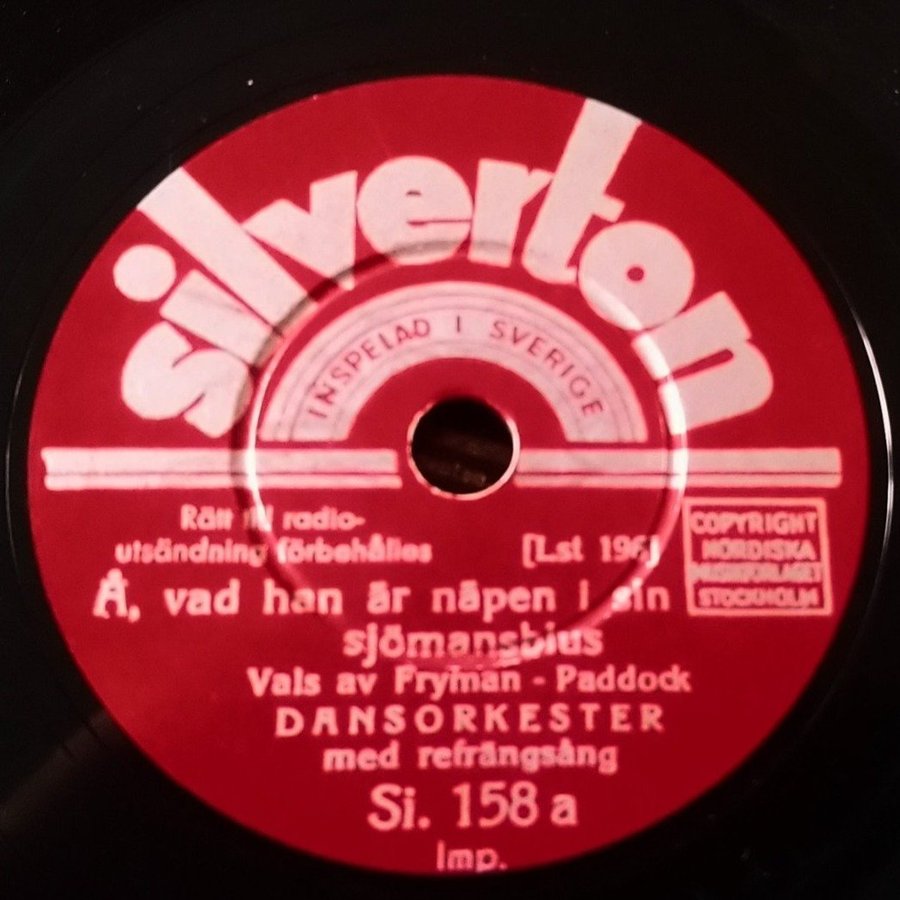 silverton
INSPELAD I SVERIGE
Rätt till radio-
utsändning förbehålles
[Lst 196]
COPYRIGHT
NORDISKA
MUSIKFÖRLAGET
STOCKHOLM
Å, vad han är näpen i sin
sjömansblus
Vals av Fryman - Paddock
DANSORKESTER
med refrängsång
Si. 158 a
Imp.